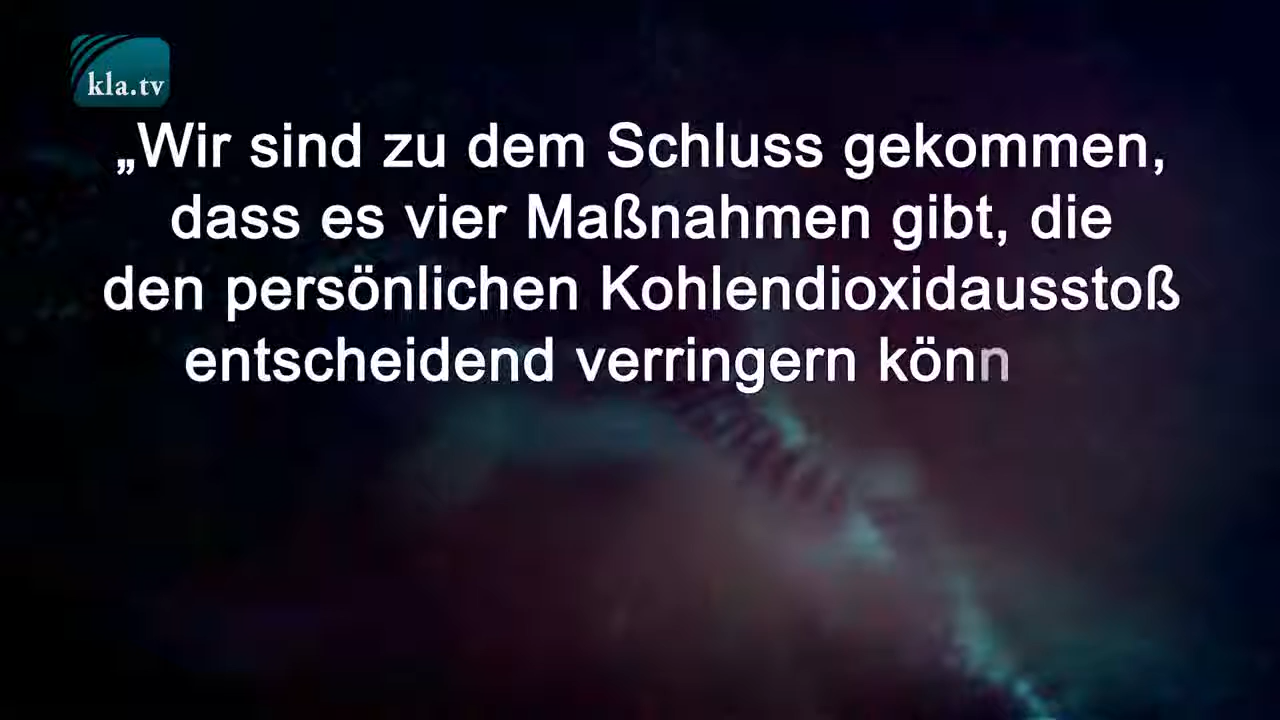 kla.tv
„Wir sind zu dem Schluss gekommen,
dass es vier Maßnahmen gibt, die
den persönlichen Kohlendioxidausstoß
entscheidend verringern könn